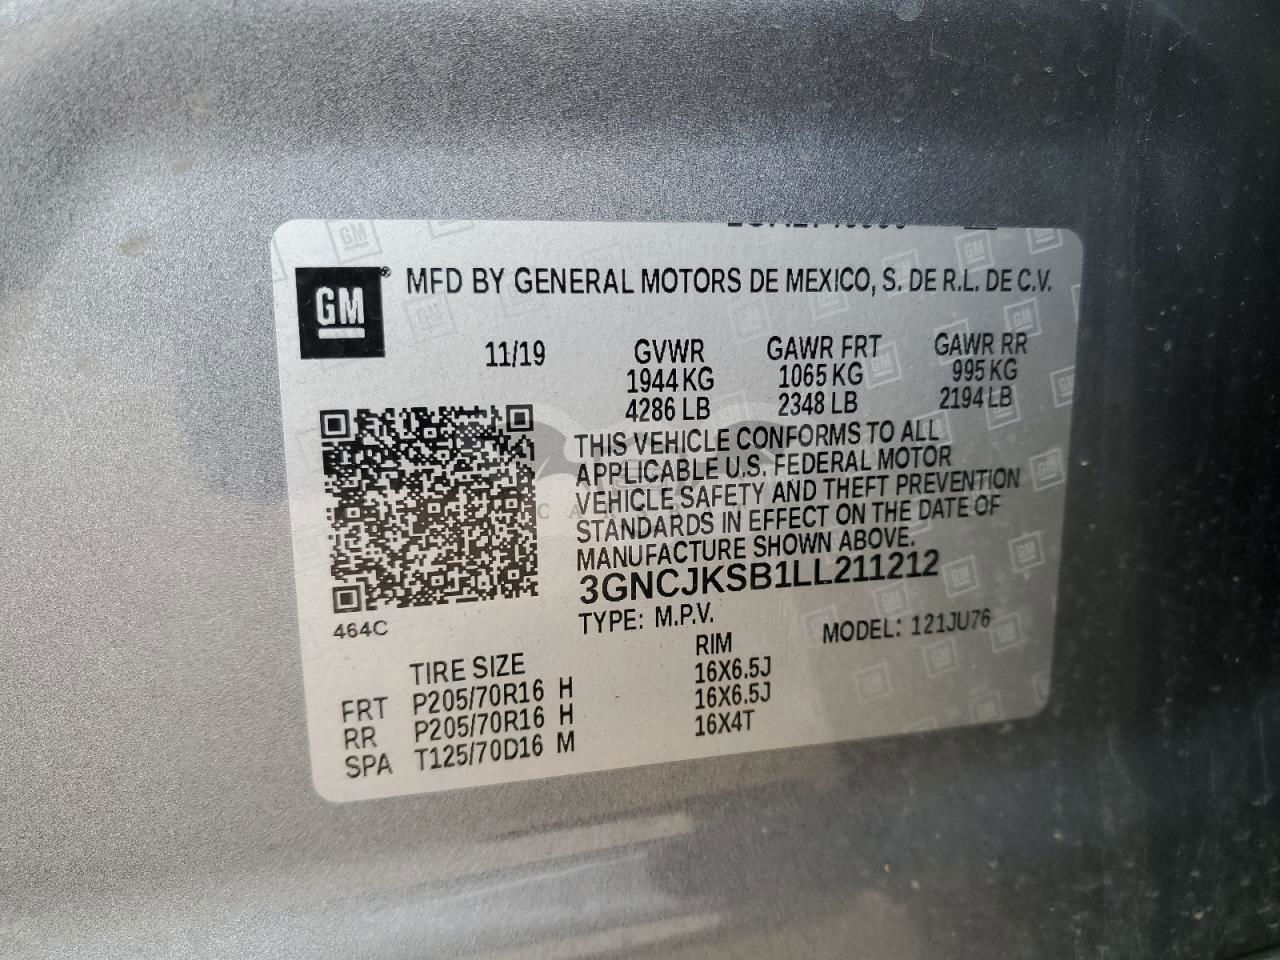 GM® MFD BY GENERAL MOTORS DE MEXICO, S. DE R.L. DE C.V.
11/19 GVWR GAWR FRT GAWR RR
1944 KG 1065 KG 995 KG
4286 LB 2348 LB 2194 LB
THIS VEHICLE CONFORMS TO ALL
APPLICABLE U.S. FEDERAL MOTOR
VEHICLE SAFETY AND THEFT PREVENTION
STANDARDS IN EFFECT ON THE DATE OF
MANUFACTURE SHOWN ABOVE.
3GNCJKSB1LL211212
464C TYPE: M.P.V. MODEL: 121JU76
TIRE SIZE RIM
FRT P205/70R16 H 16X6.5J
RR P205/70R16 H 16X6.5J
SPA T125/70D16 M 16X4T